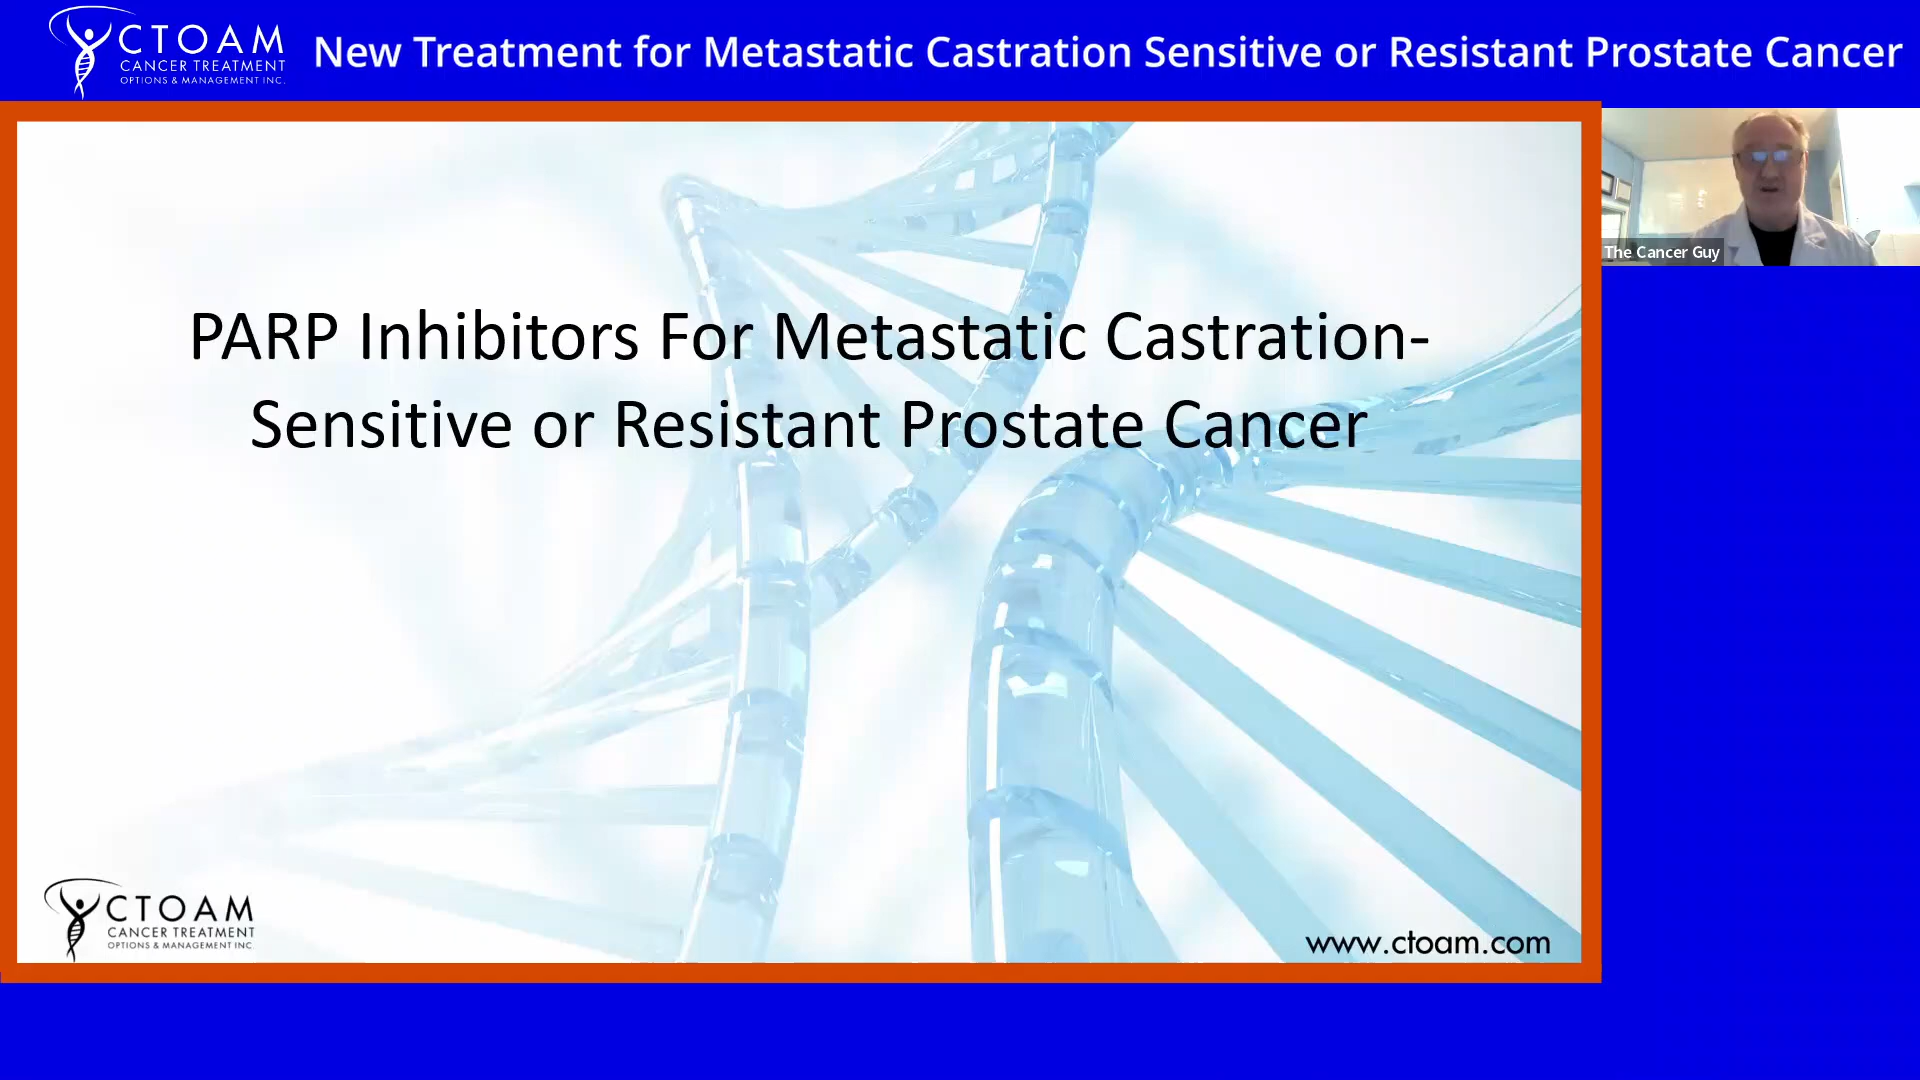 CTOAM
CANCER TREATMENT
OPTIONS & MANAGEMENT INC.
New Treatment for Metastatic Castration Sensitive or Resistant Prostate Cancer
The Cancer Guy
PARP Inhibitors For Metastatic Castration-
Sensitive or Resistant Prostate Cancer
CTOAM
CANCER TREATMENT
OPTIONS & MANAGEMENT INC.
www.ctoam.com